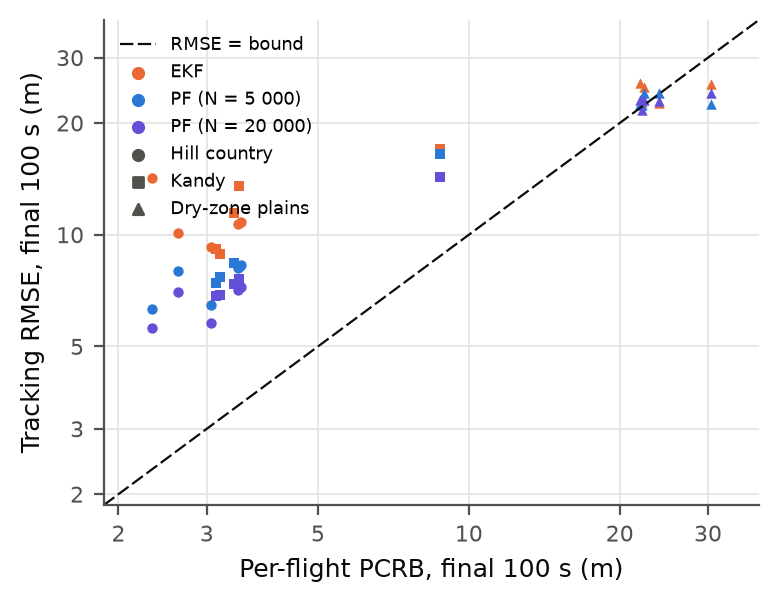 RMSE = bound
EKF
PF (N = 5 000)
PF (N = 20 000)
Hill country
Kandy
Dry-zone plains
30
20
10
5
3
2
2
3
5
10
20
30
Tracking RMSE, final 100 s (m)
Per-flight PCRB, final 100 s (m)